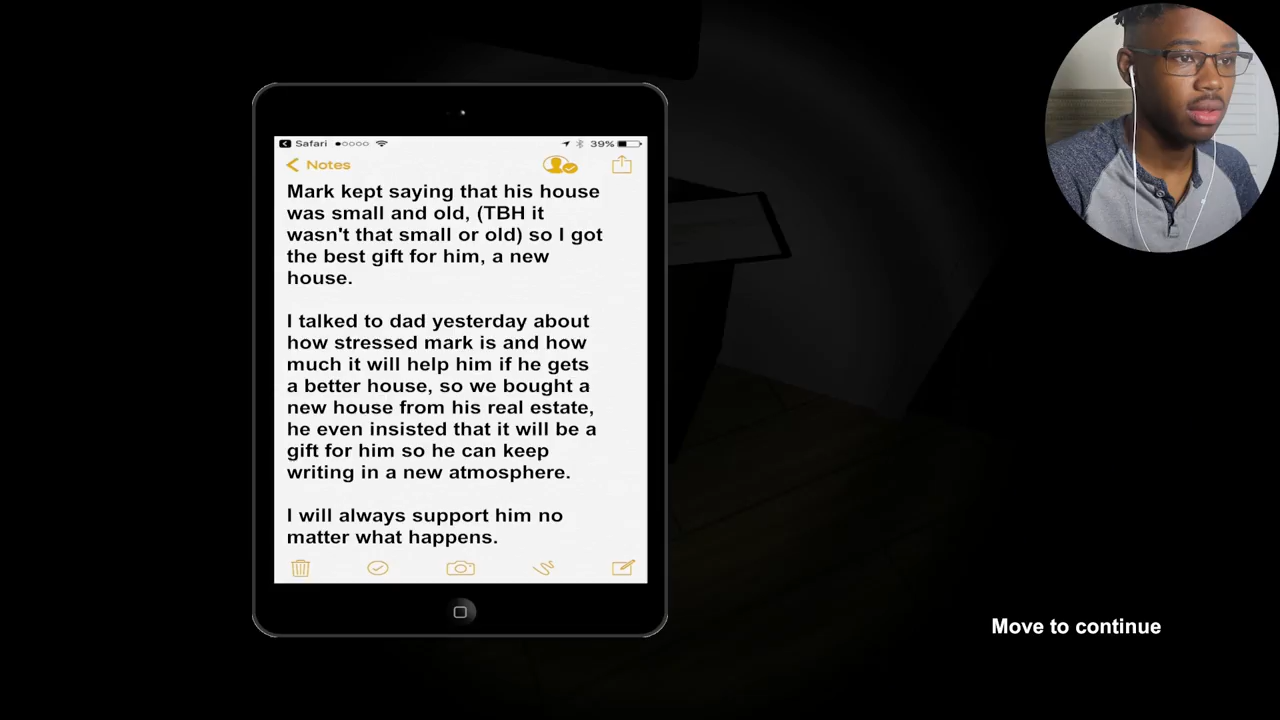 Safari 39%
Notes
Mark kept saying that his house
was small and old, (TBH it
wasn't that small or old) so I got
the best gift for him, a new
house.
I talked to dad yesterday about
how stressed mark is and how
much it will help him if he gets
a better house, so we bought a
new house from his real estate,
he even insisted that it will be a
gift for him so he can keep
writing in a new atmosphere.
I will always support him no
matter what happens.
Move to continue